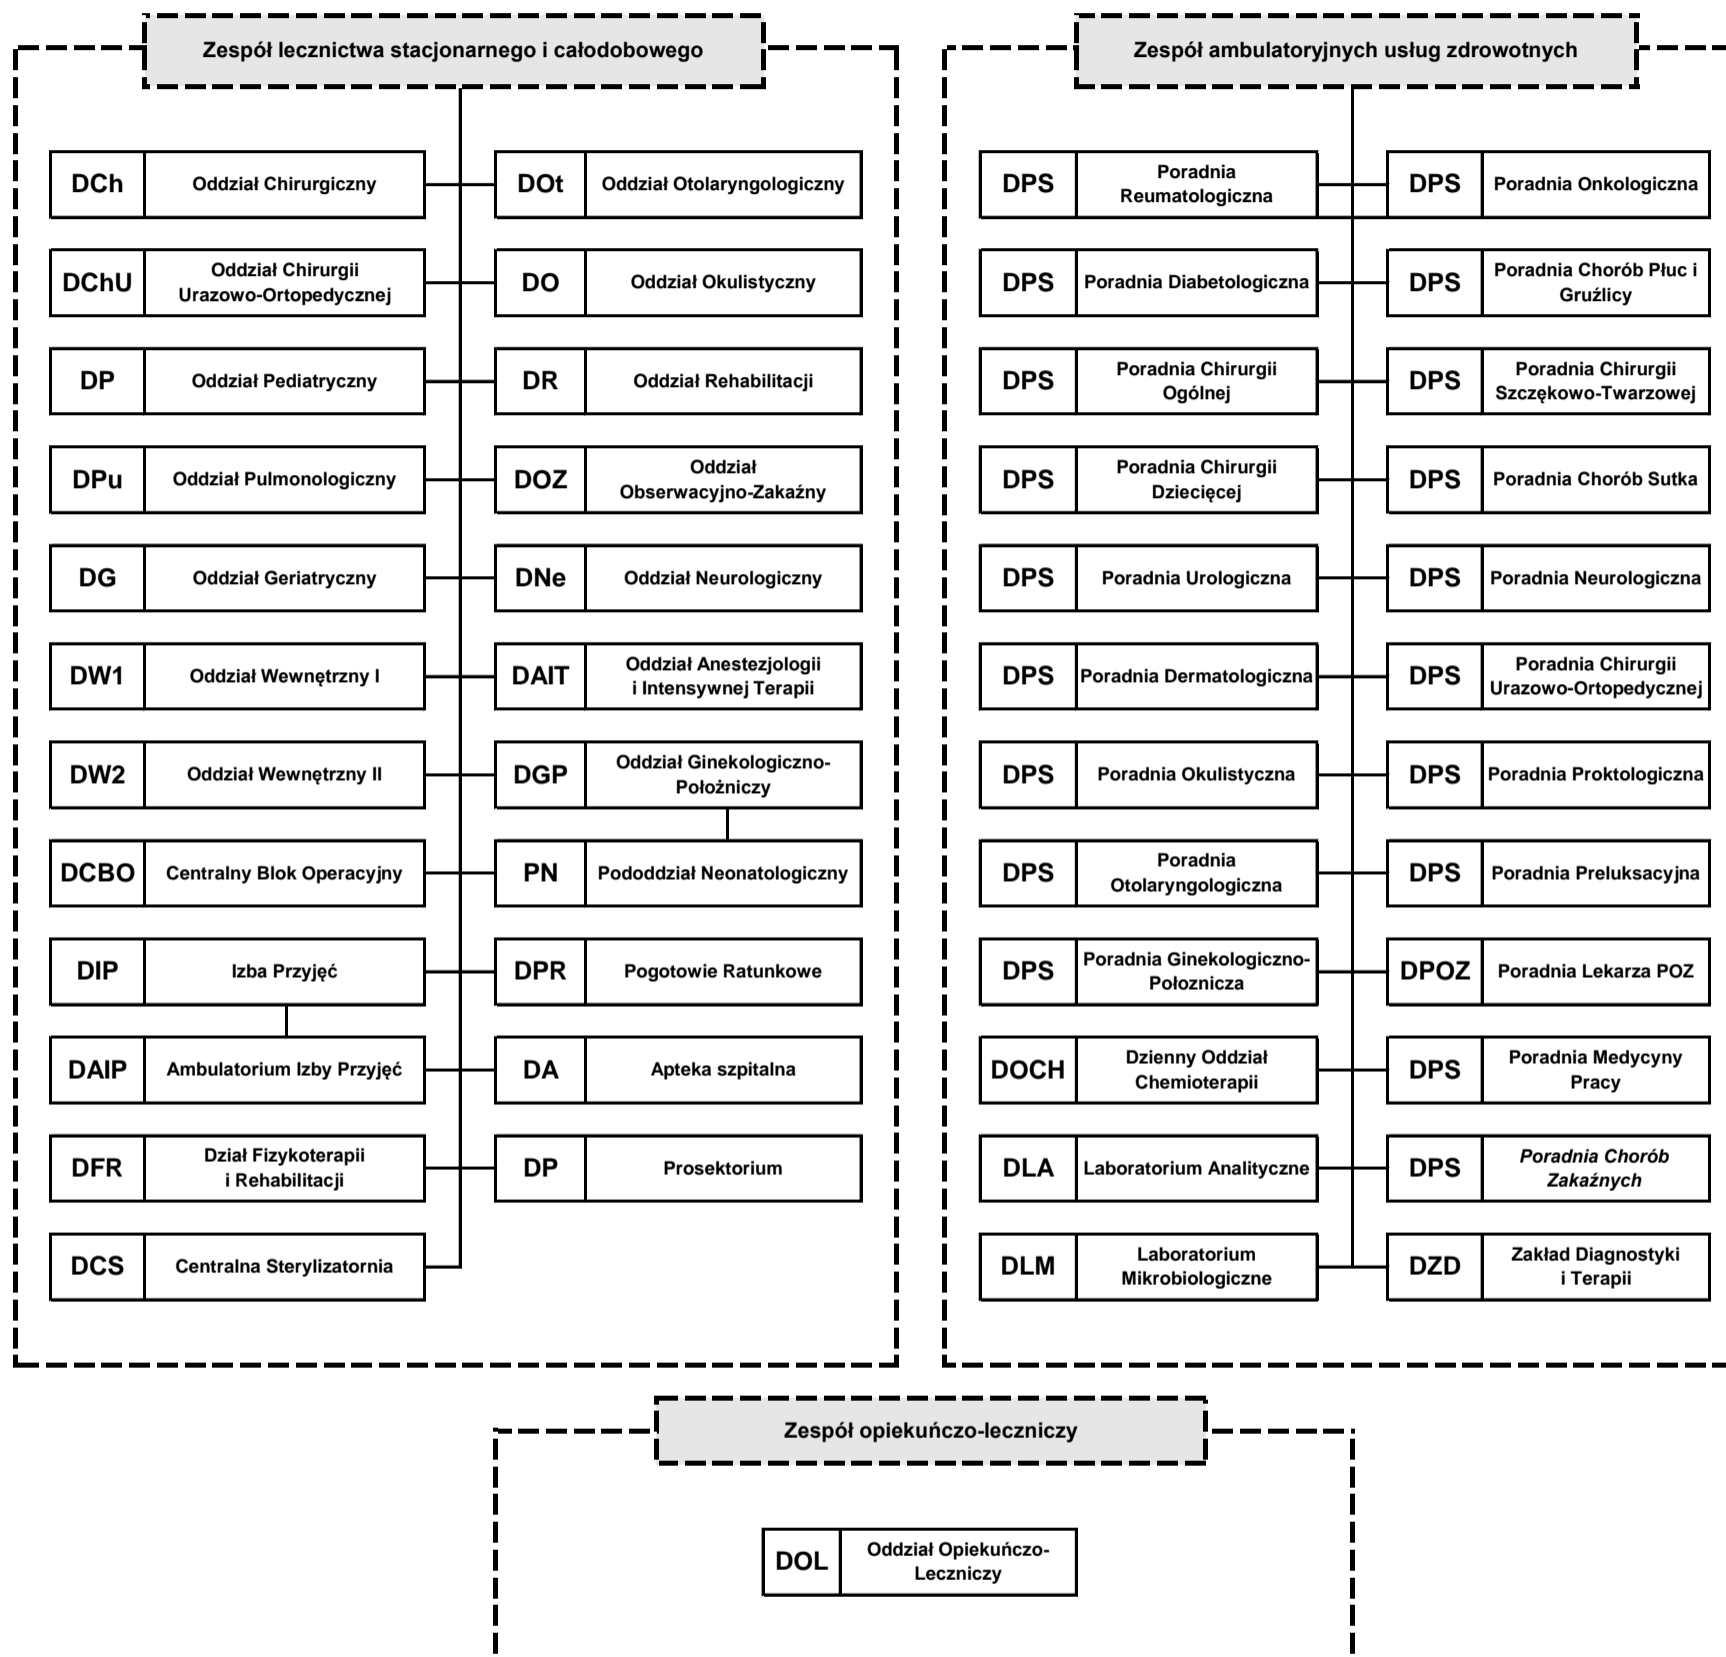 Zespół lecznictwa stacjonarnego i całodobowego
DCh
Oddział Chirurgiczny
DOt
Oddział Otolaryngologiczny
DChU
Oddział Chirurgii
Urazowo-Ortopedycznej
DO
Oddział Okulistyczny
DP
Oddział Pediatryczny
DR
Oddział Rehabilitacji
DPu
Oddział Pulmonologiczny
DOZ
Oddział
Obserwacyjno-Zakaźny
DG
Oddział Geriatryczny
DNe
Oddział Neurologiczny
DW1
Oddział Wewnętrzny I
DAIT
Oddział Anestezjologii
i Intensywnej Terapii
DW2
Oddział Wewnętrzny II
DGP
Oddział Ginekologiczno-
Położniczy
DCBO
Centralny Blok Operacyjny
PN
Pododdział Neonatologiczny
DIP
Izba Przyjęć
DPR
Pogotowie Ratunkowe
DAIP
Ambulatorium Izby Przyjęć
DA
Apteka szpitalna
DFR
Dział Fizykoterapii
i Rehabilitacji
DP
Prosektorium
DCS
Centralna Sterylizatornia
Zespół ambulatoryjnych usług zdrowotnych
DPS
Poradnia
Reumatologiczna
DPS
Poradnia Onkologiczna
DPS
Poradnia Diabetologiczna
DPS
Poradnia Chorób Płuc i
Gruźlicy
DPS
Poradnia Chirurgii
Ogólnej
DPS
Poradnia Chirurgii
Szczękowo-Twarzowej
DPS
Poradnia Chirurgii
Dziecięcej
DPS
Poradnia Chorób Sutka
DPS
Poradnia Urologiczna
DPS
Poradnia Neurologiczna
DPS
Poradnia Dermatologiczna
DPS
Poradnia Chirurgii
Urazowo-Ortopedycznej
DPS
Poradnia Okulistyczna
DPS
Poradnia Proktologiczna
DPS
Poradnia
Otolaryngologiczna
DPS
Poradnia Preluksacyjna
DPS
Poradnia Ginekologiczno-
Połoznicza
DPOZ
Poradnia Lekarza POZ
DOCH
Dzienny Oddział
Chemioterapii
DPS
Poradnia Medycyny
Pracy
DLA
Laboratorium Analityczne
DPS
Poradnia Chorób
Zakaźnych
DLM
Laboratorium
Mikrobiologiczne
DZD
Zakład Diagnostyki
i Terapii
Zespół opiekuńczo-leczniczy
DOL
Oddział Opiekuńczo-
Leczniczy